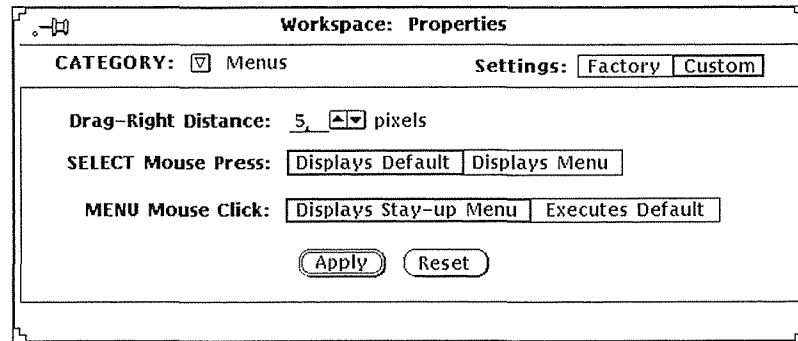 Workspace: Properties
CATEGORY: Menus Settings: Factory Custom
Drag-Right Distance: 5 pixels
SELECT Mouse Press: Displays Default Displays Menu
MENU Mouse Click: Displays Stay-up Menu Executes Default
Apply Reset